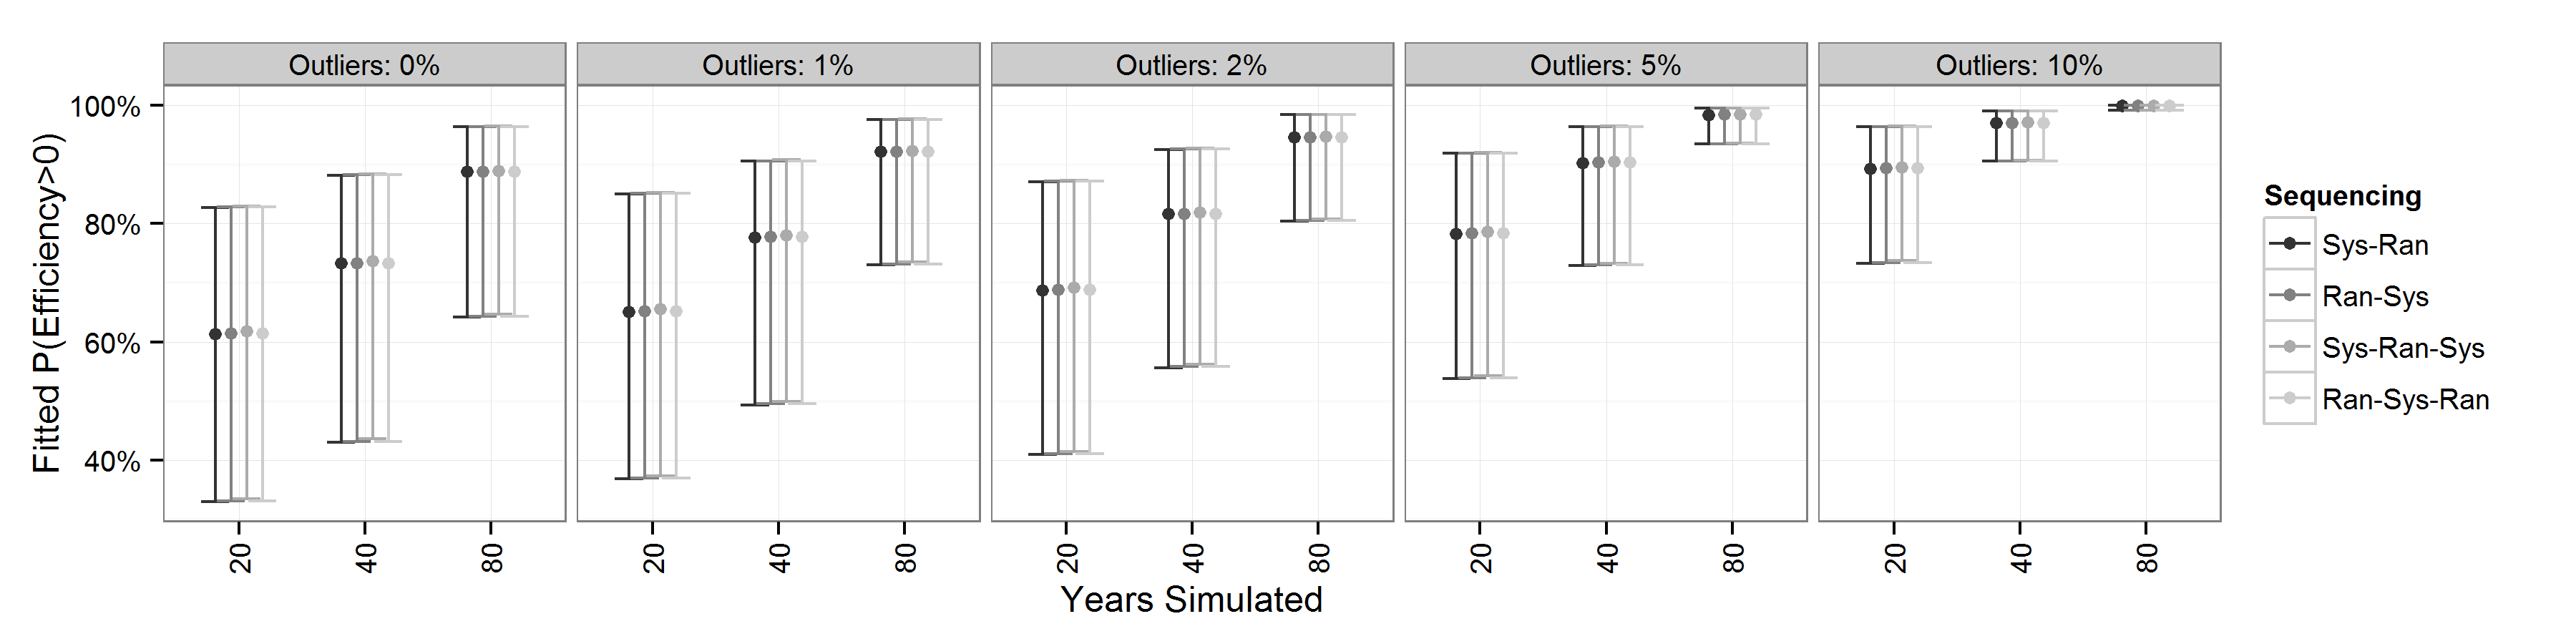 Outliers: 0%
Outliers: 1%
Outliers: 2%
Outliers: 5%
Outliers: 10%
Fitted P(Efficiency>0)
100%
80%
60%
40%
20
40
80
20
40
80
20
40
80
20
40
80
20
40
80
Years Simulated
Sequencing
Sys-Ran
Ran-Sys
Sys-Ran-Sys
Ran-Sys-Ran